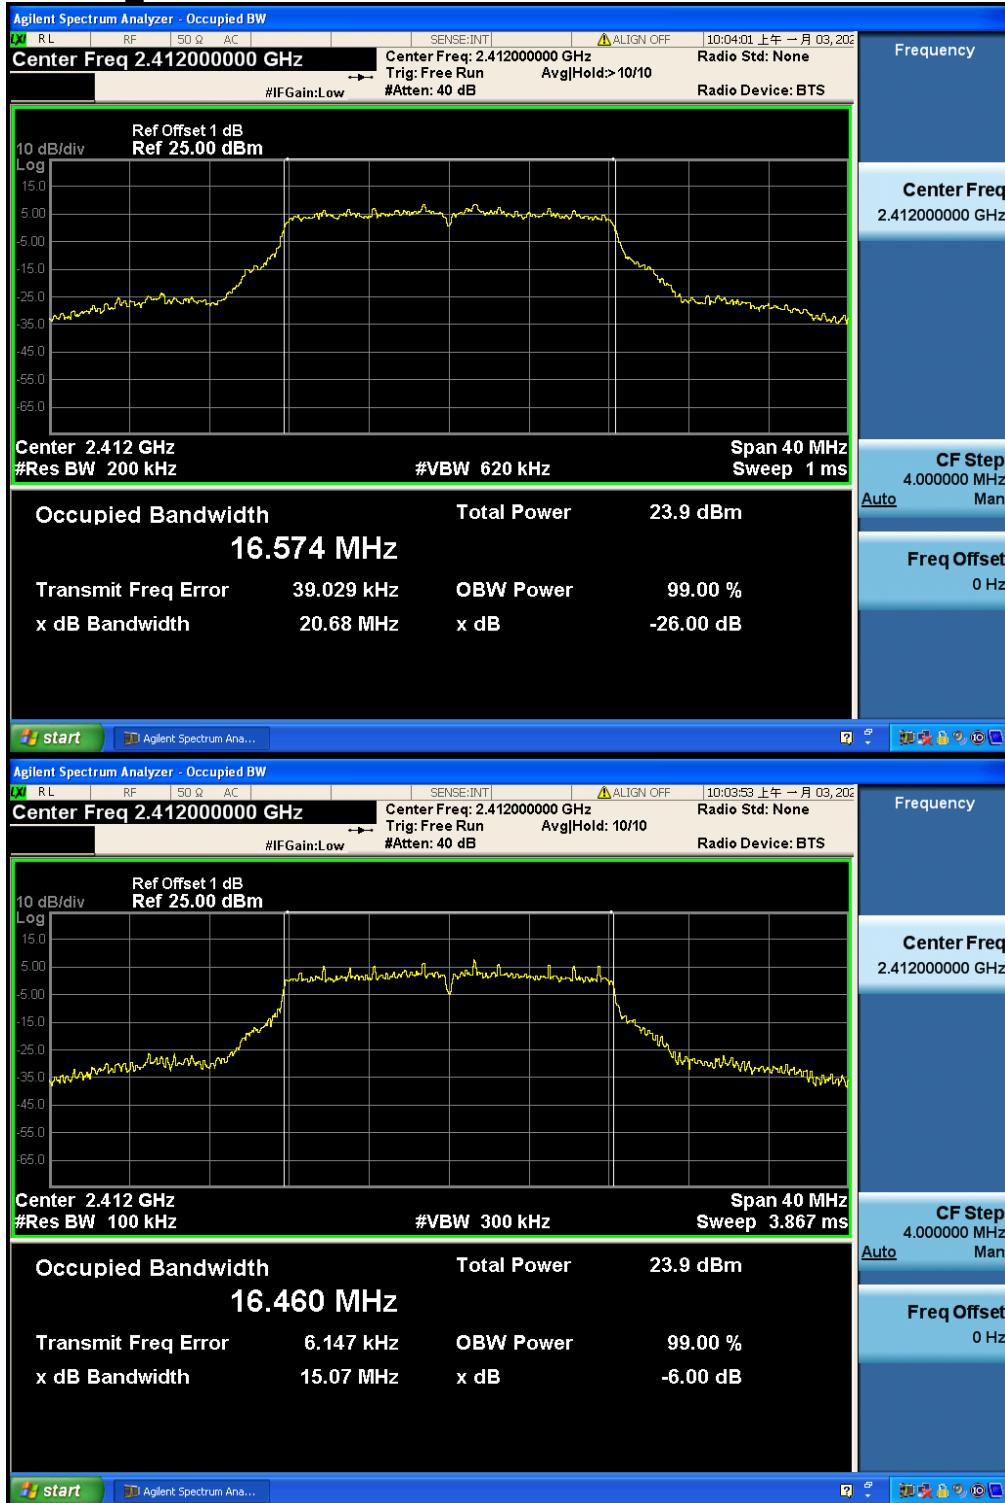 Agilent Spectrum Analyzer - Occupied BW
LXI RL RF 50 Ω AC SENSE:INT ALIGN OFF 10:04:01 上午 一月 03, 202
Center Freq 2.412000000 GHz
Center Freq: 2.412000000 GHz
Radio Std: None
Trig: Free Run Avg|Hold:>10/10
#IFGain:Low
#Atten: 40 dB
Radio Device: BTS
Frequency
Ref Offset 1 dB
10 dB/div Ref 25.00 dBm
Log
15.0
5.00
-5.00
-15.0
-25.0
-35.0
-45.0
-55.0
-65.0
Center Freq
2.412000000 GHz
Center 2.412 GHz Span 40 MHz
#Res BW 200 kHz #VBW 620 kHz Sweep 1 ms
CF Step
4.000000 MHz
Auto Man
Occupied Bandwidth Total Power 23.9 dBm
16.574 MHz
Transmit Freq Error 39.029 kHz OBW Power 99.00 %
x dB Bandwidth 20.68 MHz x dB -26.00 dB
Freq Offset
0 Hz
start Agilent Spectrum Ana...
Agilent Spectrum Analyzer - Occupied BW
LXI RL RF 50 Ω AC SENSE:INT ALIGN OFF 10:03:53 上午 一月 03, 202
Center Freq 2.412000000 GHz
Center Freq: 2.412000000 GHz
Radio Std: None
Trig: Free Run Avg|Hold: 10/10
#IFGain:Low
#Atten: 40 dB
Radio Device: BTS
Frequency
Ref Offset 1 dB
10 dB/div Ref 25.00 dBm
Log
15.0
5.00
-5.00
-15.0
-25.0
-35.0
-45.0
-55.0
-65.0
Center Freq
2.412000000 GHz
Center 2.412 GHz Span 40 MHz
#Res BW 100 kHz #VBW 300 kHz Sweep 3.867 ms
CF Step
4.000000 MHz
Auto Man
Occupied Bandwidth Total Power 23.9 dBm
16.460 MHz
Transmit Freq Error 6.147 kHz OBW Power 99.00 %
x dB Bandwidth 15.07 MHz x dB -6.00 dB
Freq Offset
0 Hz
start Agilent Spectrum Ana...